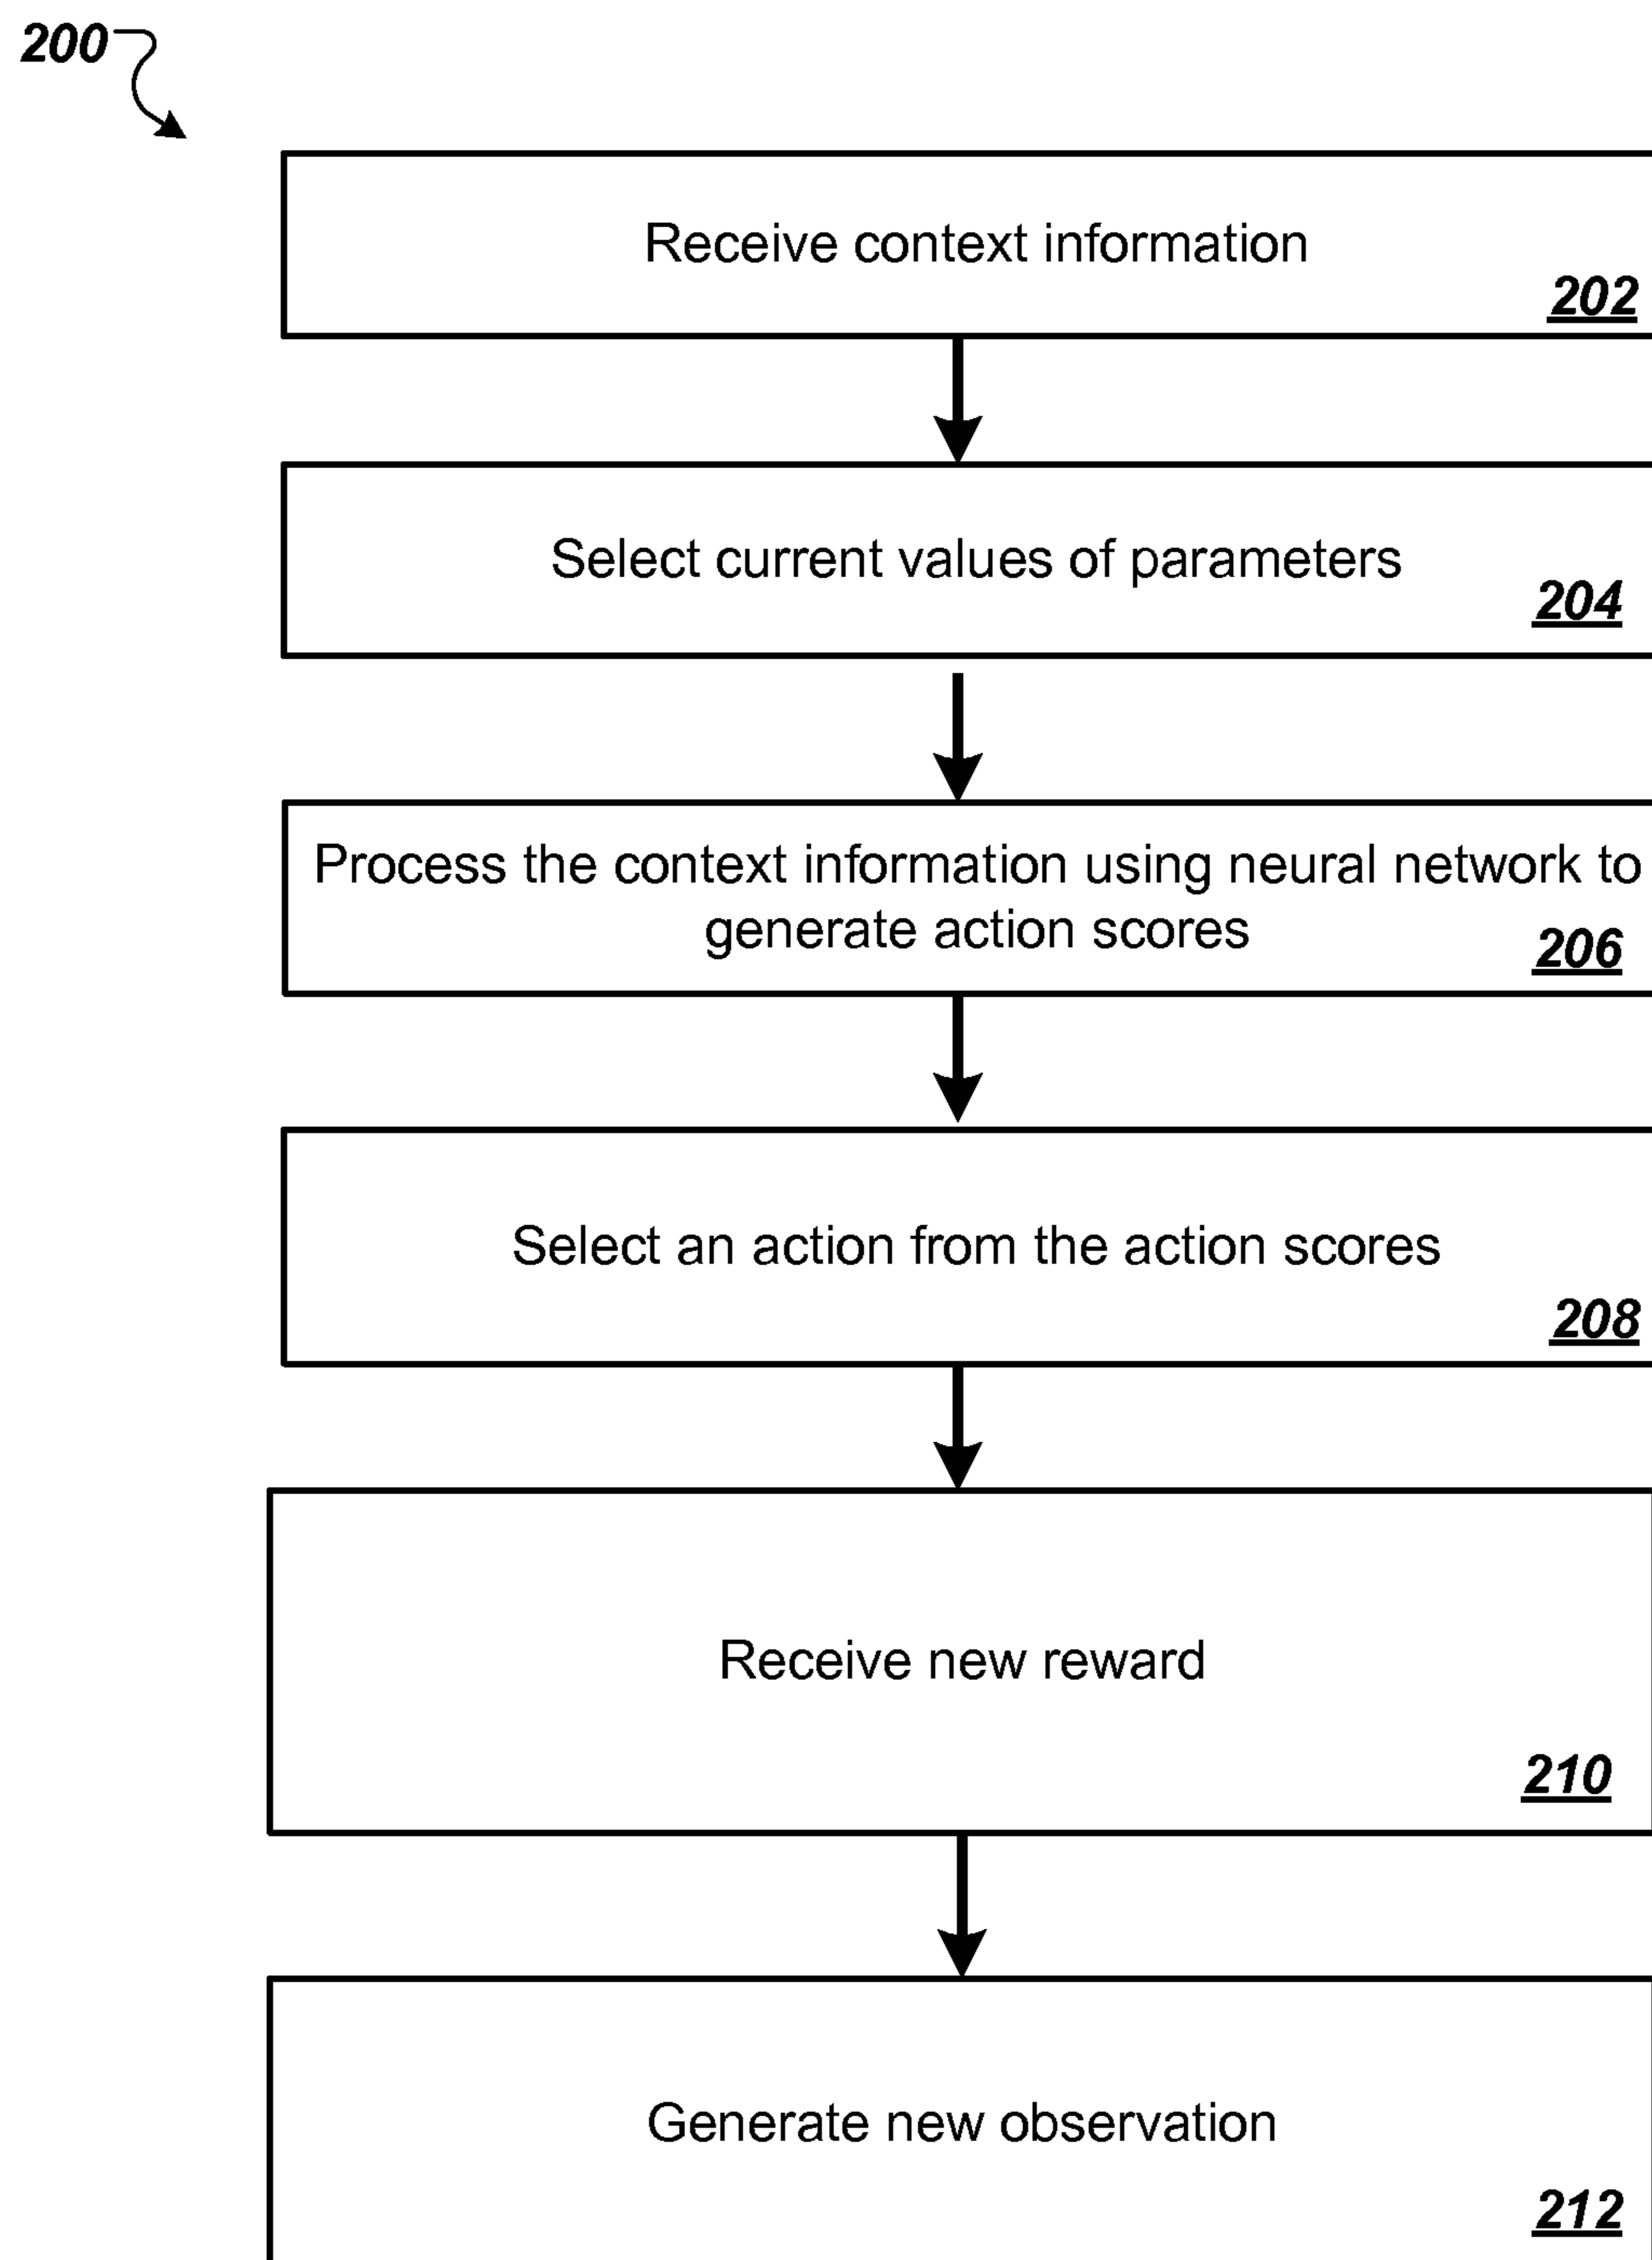 200
Receive context information
202
Select current values of parameters
204
Process the context information using neural network to
generate action scores
206
Select an action from the action scores
208
Receive new reward
210
Generate new observation
212